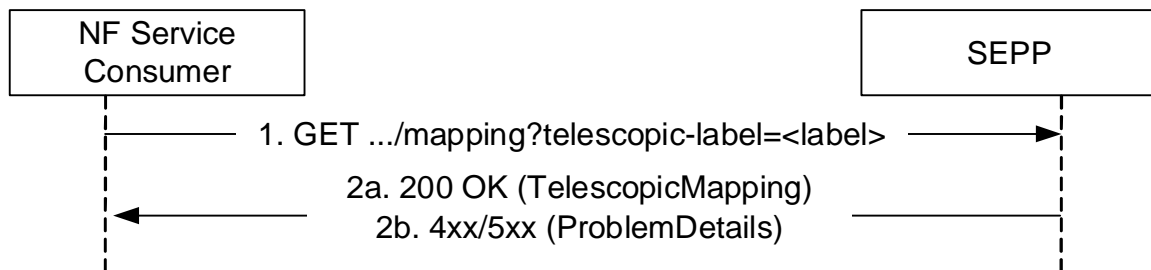 NF Service
Consumer
SEPP
1. GET .../mapping?telescopic-label=<label>
2a. 200 OK (TelescopicMapping)
2b. 4xx/5xx (ProblemDetails)